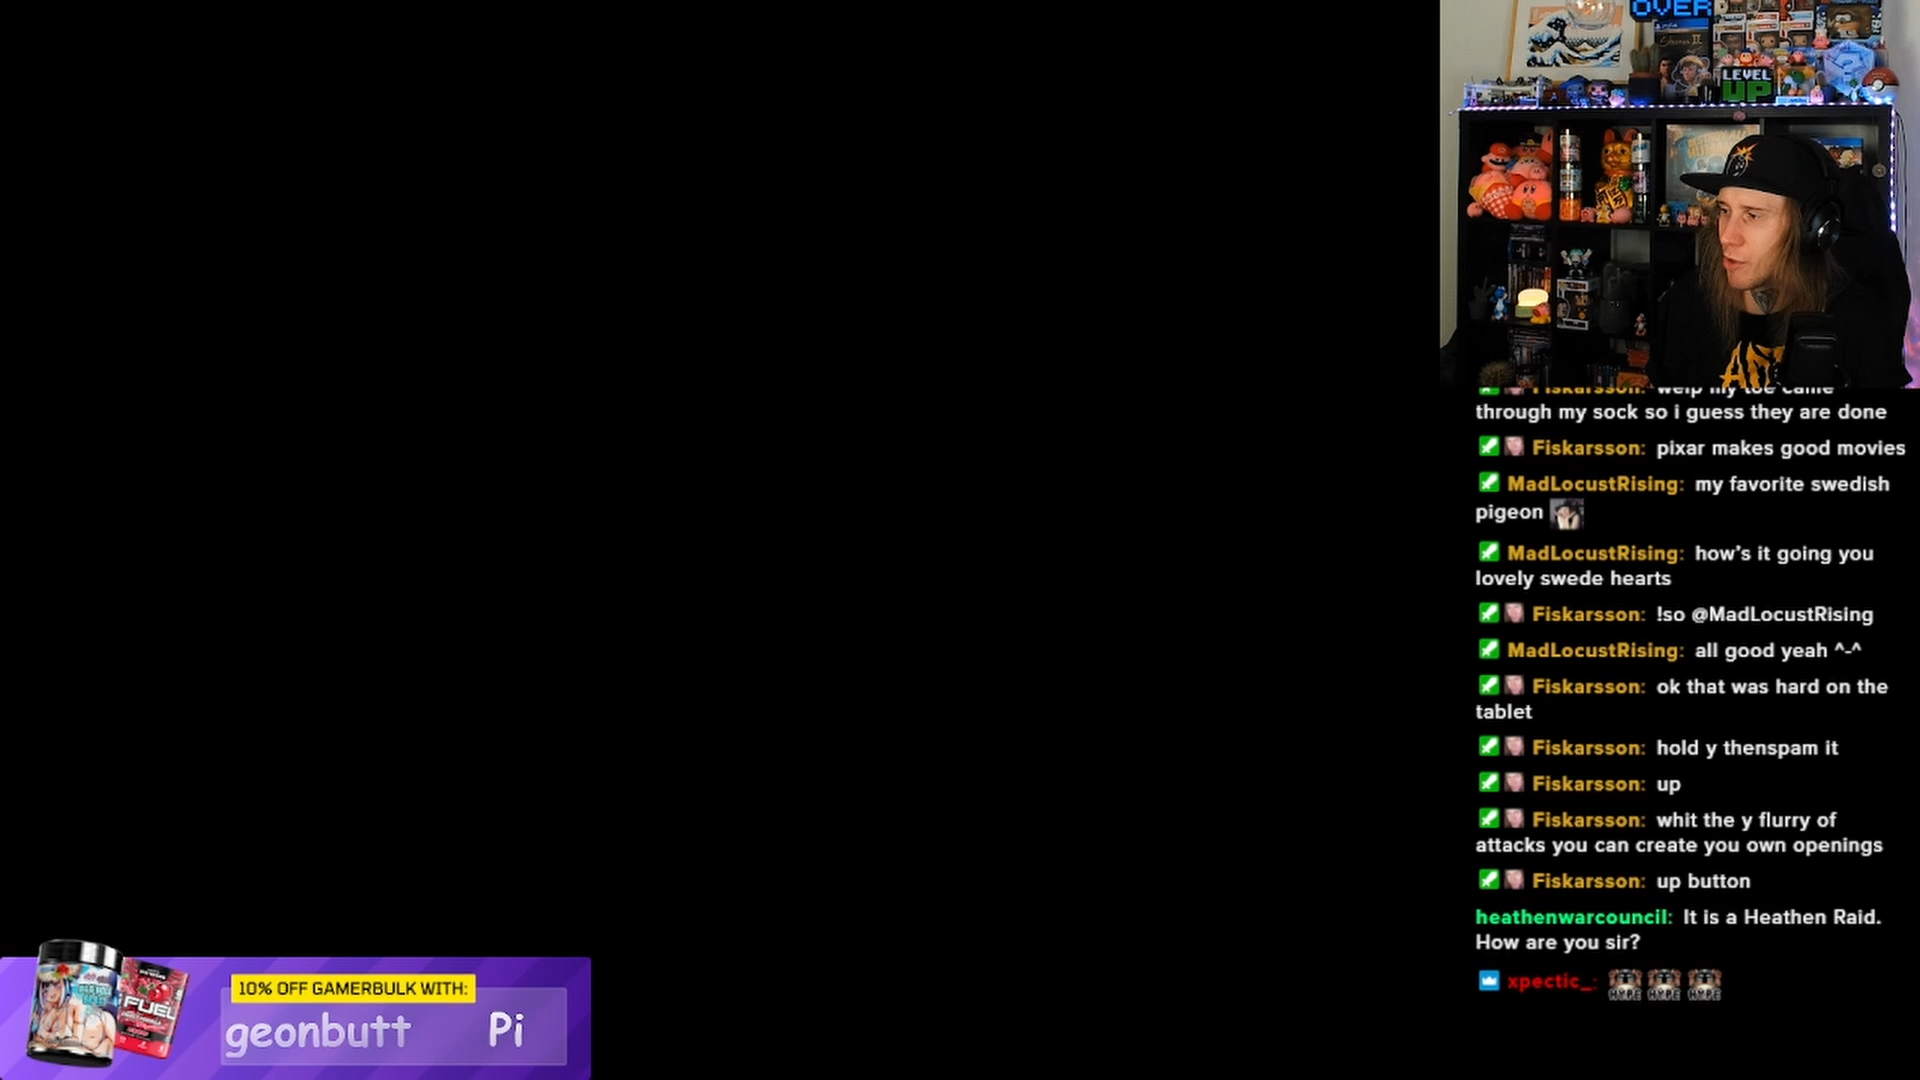 OVER
LEVEL
UP
through my sock so i guess they are done
Fiskarsson: pixar makes good movies
MadLocustRising: my favorite swedish
pigeon
MadLocustRising: how's it going you
lovely swede hearts
Fiskarsson: !so @MadLocustRising
MadLocustRising: all good yeah ^-^
Fiskarsson: ok that was hard on the
tablet
Fiskarsson: hold y thenspam it
Fiskarsson: up
Fiskarsson: whit the y flurry of
attacks you can create you own openings
Fiskarsson: up button
heathenwarcouncil: It is a Heathen Raid.
How are you sir?
xpectic_: HYPE HYPE HYPE
10% OFF GAMERBULK WITH:
geonbutt Pi
FUEL